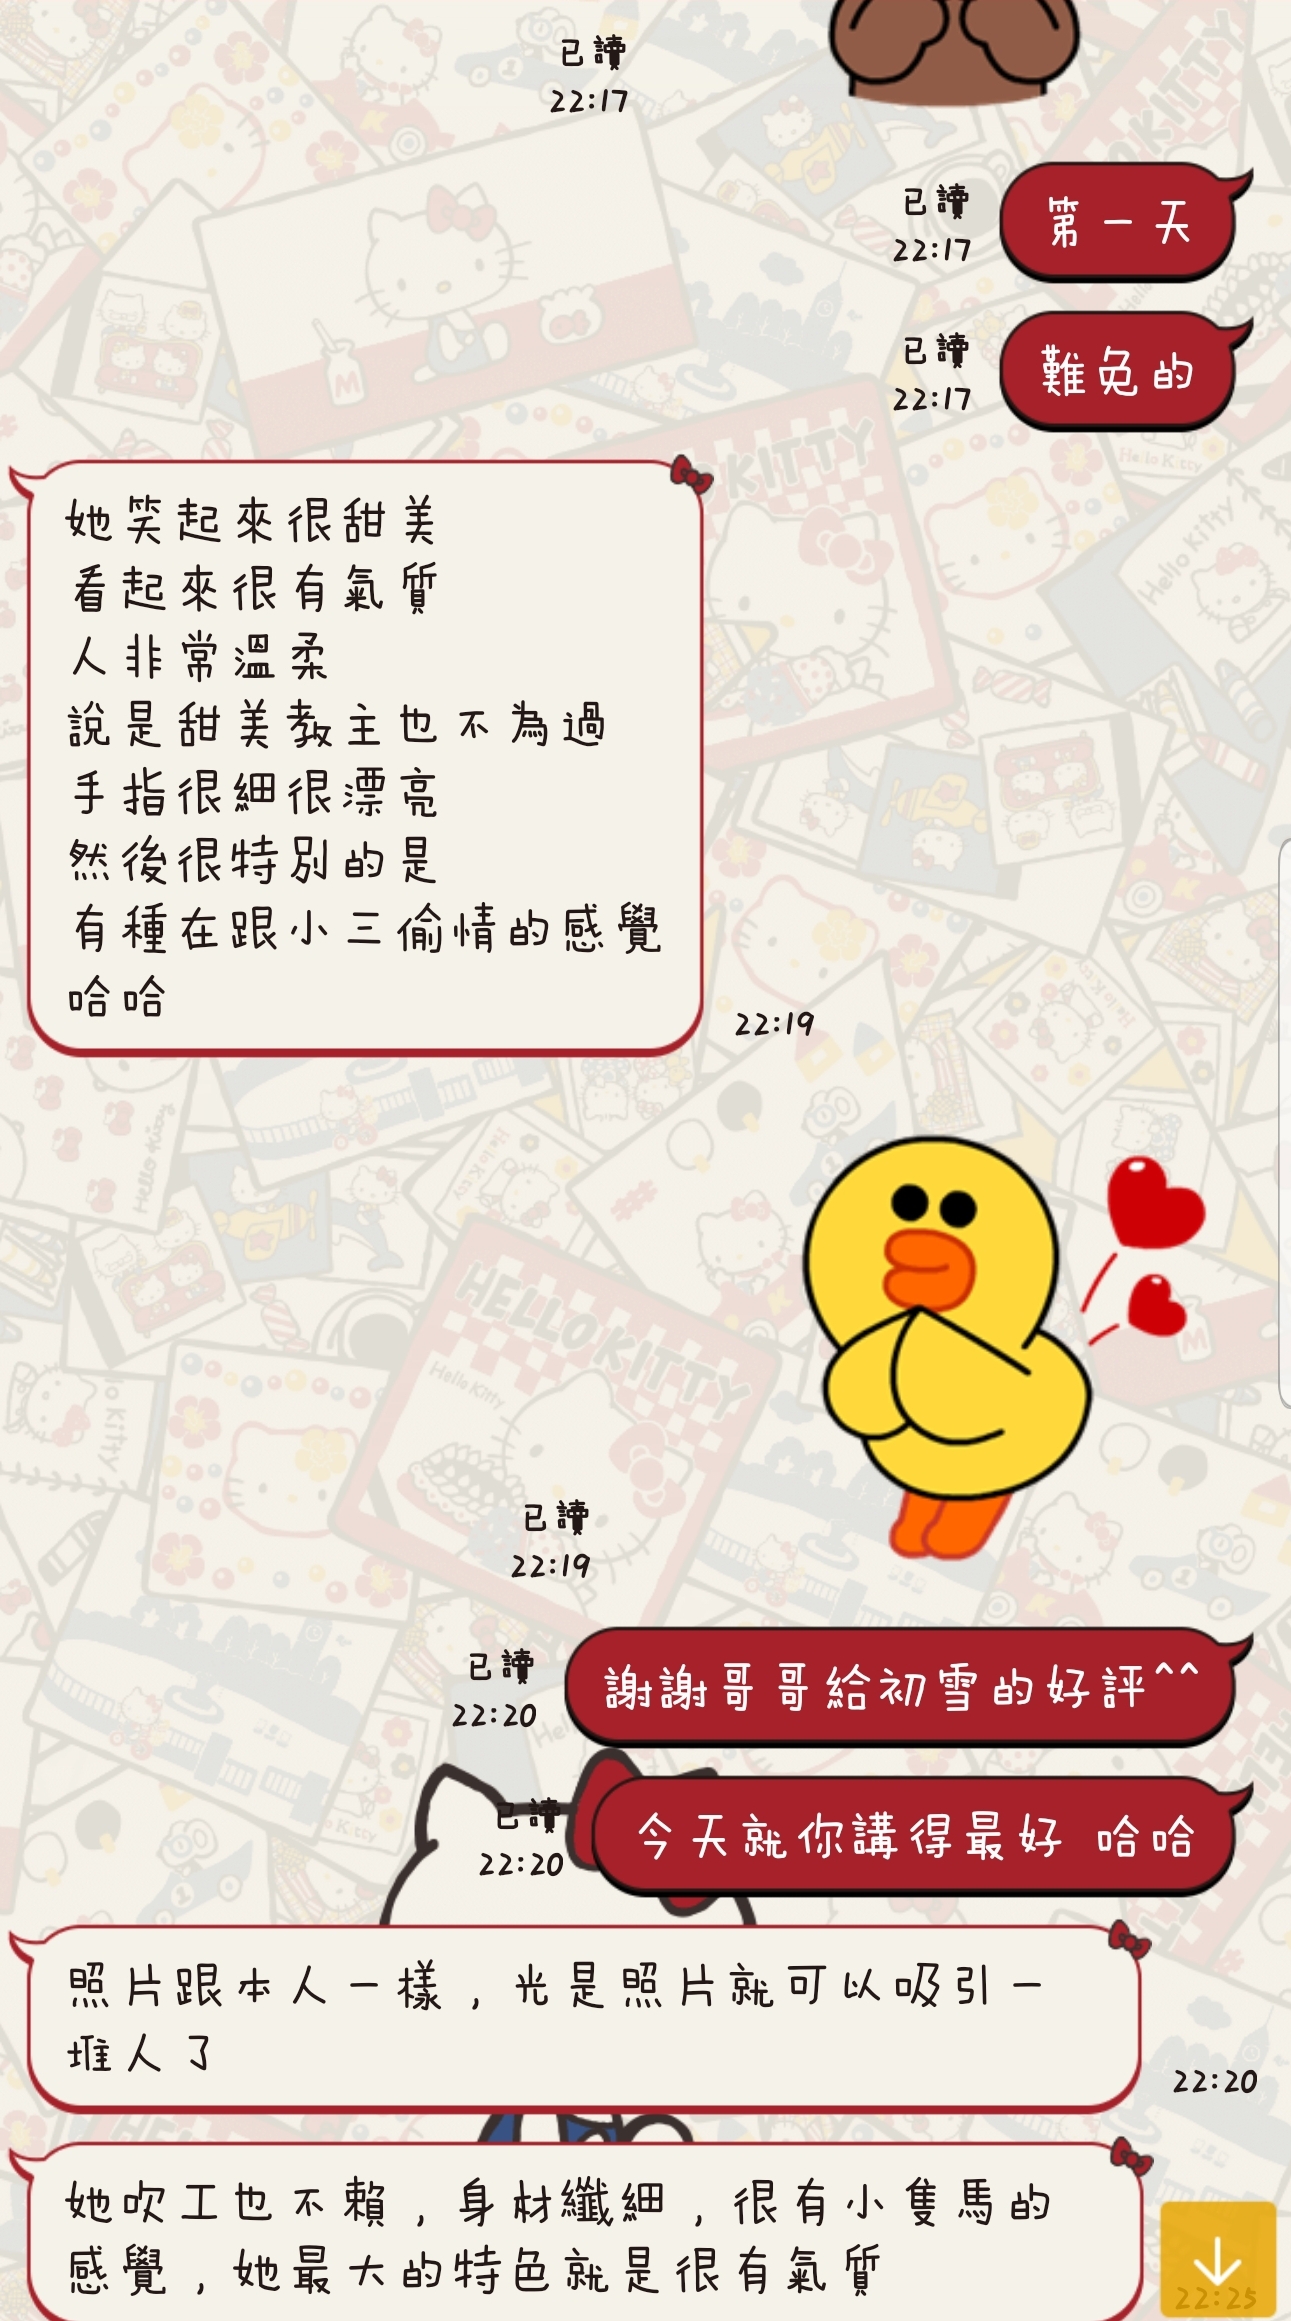 已讀
22:17
已讀
22:17
第一天
已讀
22:17
難免的
她笑起來很甜美
看起來很有氣質
人非常溫柔
說是甜美教主也不為過
手指很細很漂亮
然後很特別的是
有種在跟小三偷情的感覺
哈哈
22:19
已讀
22:19
已讀
22:20
謝謝哥哥給初雪的好評^^
已讀
22:20
今天就你講得最好 哈哈
照片跟本人一樣，光是照片就可以吸引一
堆人了
22:20
她吹工也不賴，身材纖細，很有小隻馬的
感覺，她最大的特色就是很有氣質
22:25